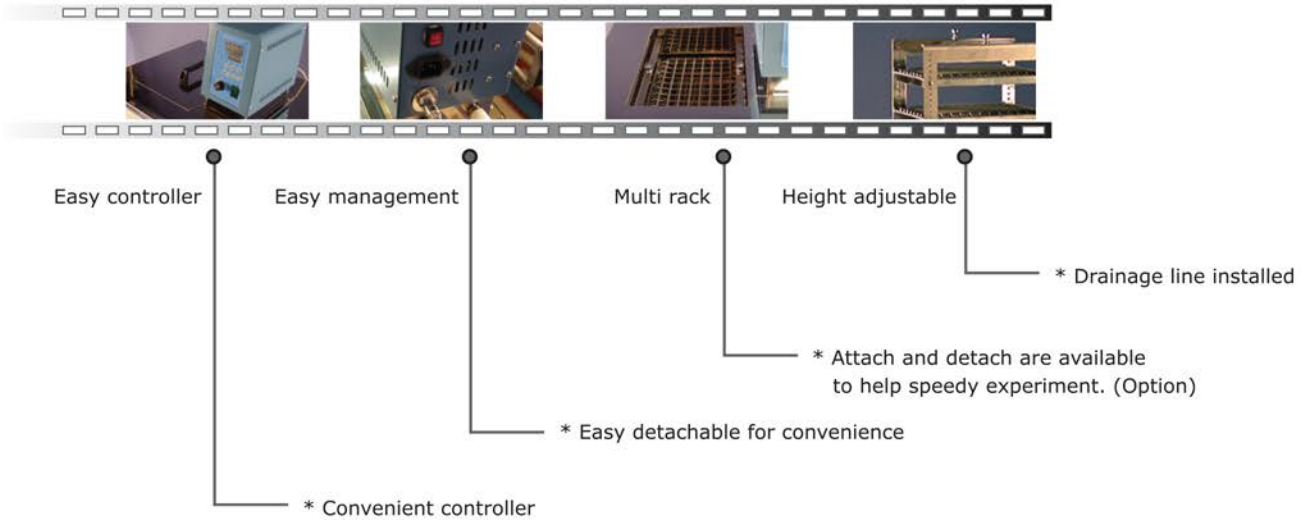 Easy controller
Easy management
Multi rack
Height adjustable
* Drainage line installed
* Attach and detach are available
to help speedy experiment. (Option)
* Easy detachable for convenience
* Convenient controller